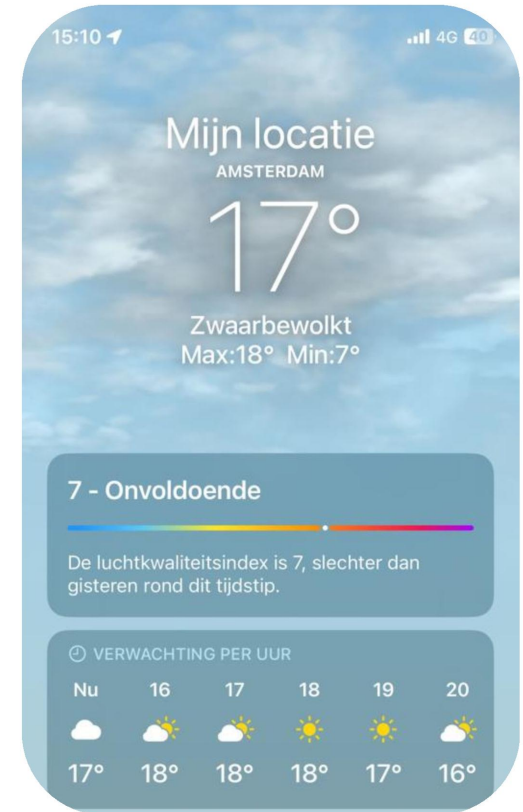 15:10 4G 40
Mijn locatie
AMSTERDAM
17°
Zwaarbewolkt
Max:18° Min:7°
7 - Onvoldoende
De luchtkwaliteitsindex is 7, slechter dan
gisteren rond dit tijdstip.
VERWACHTING PER UUR
Nu 16 17 18 19 20
17° 18° 18° 18° 17° 16°